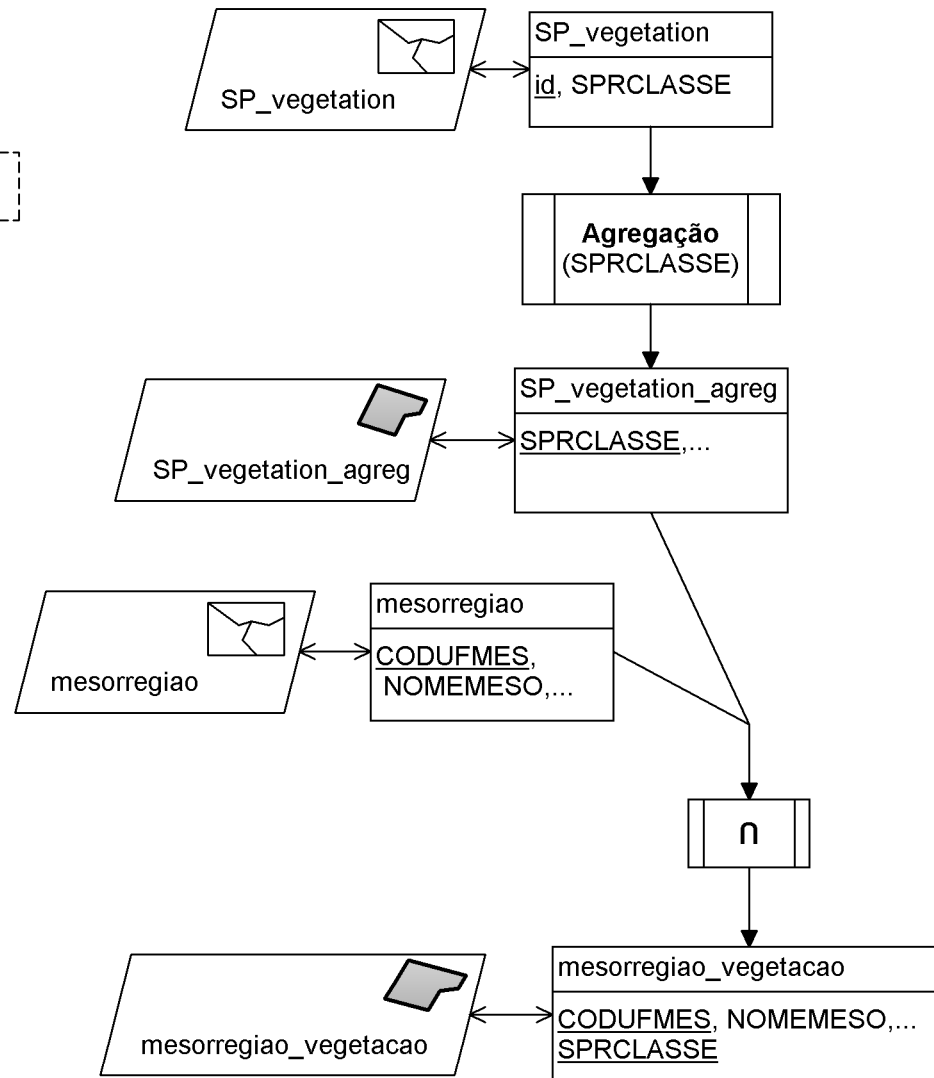 SP_vegetation
SP_vegetation
id, SPRCLASSE
Agregação
(SPRCLASSE)
SP_vegetation_agreg
SP_vegetation_agreg
SPRCLASSE,...
mesorregiao
mesorregiao
CODUFMES,
NOMEMESO,...
∩
mesorregiao_vegetacao
mesorregiao_vegetacao
CODUFMES, NOMEMESO,...
SPRCLASSE